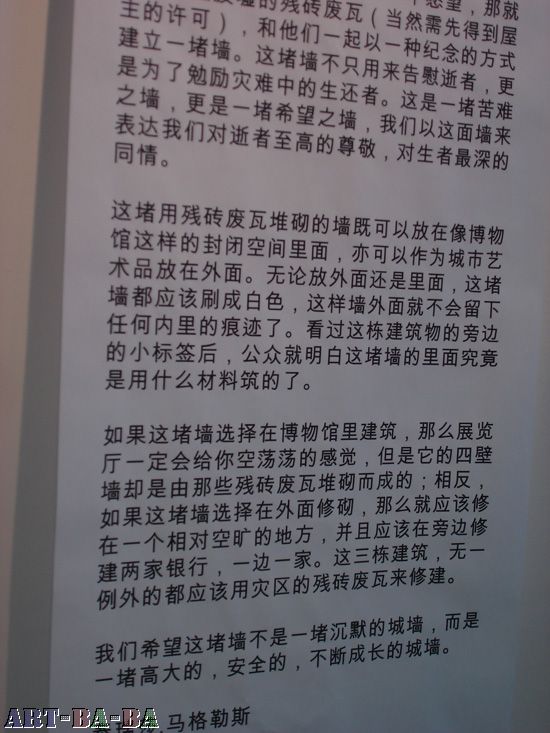 愿望，那就
的残砖废瓦（当然需先得到屋
主的许可），和他们一起以一种纪念的方式
建立一堵墙。这堵墙不只用来告慰逝者，更
是为了勉励灾难中的生还者。这是一堵苦难
之墙，更是一堵希望之墙，我们以这面墙来
表达我们对逝者至高的尊敬，对生者最深的
同情。
这堵用残砖废瓦堆砌的墙既可以放在像博物
馆这样的封闭空间里面，亦可以作为城市艺
术品放在外面。无论放外面还是里面，这堵
墙都应该刷成白色，这样墙外面就不会留下
任何内里的痕迹了。看过这栋建筑物的旁边
的小标签后，公众就明白这堵墙的里面究竟
是用什么材料筑的了。
如果这堵墙选择在博物馆里建筑，那么展览
厅一定会给你空荡荡的感觉，但是它的四壁
墙却是由那些残砖废瓦堆砌而成的；相反，
如果这堵墙选择在外面修砌，那么就应该修
在一个相对空旷的地方，并且应该在旁边修
建两家银行，一边一家。这三栋建筑，无一
例外的都应该用灾区的残砖废瓦来修建。
我们希望这堵墙不是一堵沉默的城墙，而是
一堵高大的，安全的，不断成长的城墙。
马格勒斯
ART-BA-BA